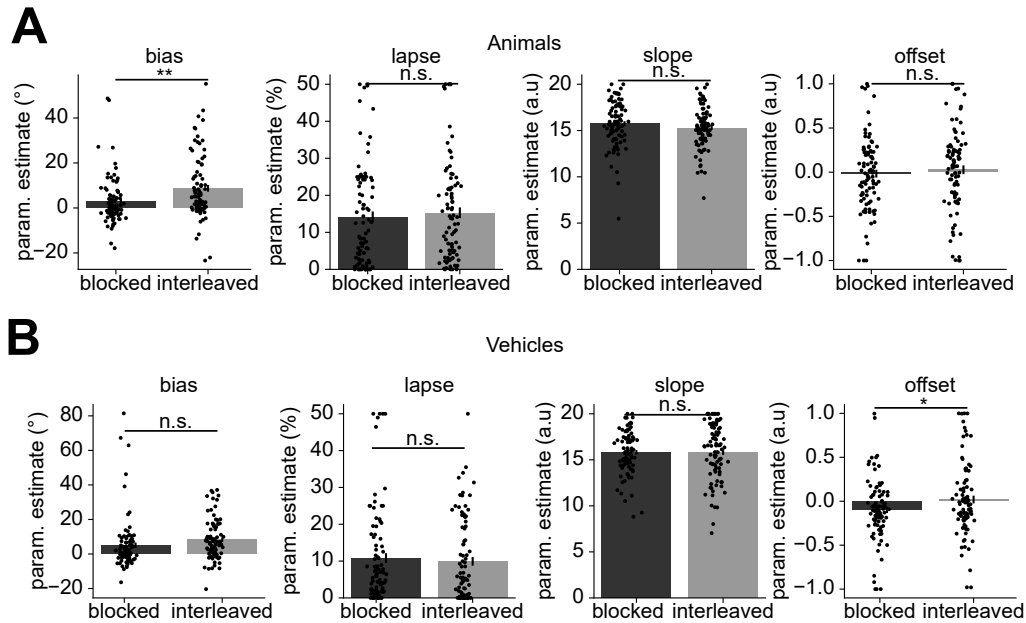 A
Animals
bias
**
param. estimate (°)
40
20
0
−20
blocked interleaved
lapse
n.s.
param. estimate (%)
50
40
30
20
10
0
blocked interleaved
slope
n.s.
param. estimate (a.u)
20
15
10
5
0
blocked interleaved
offset
n.s.
param. estimate (a.u)
1.0
0.5
0.0
−0.5
−1.0
blocked interleaved
B
Vehicles
bias
n.s.
param. estimate (°)
80
60
40
20
0
−20
blocked interleaved
lapse
n.s.
param. estimate (%)
50
40
30
20
10
0
blocked interleaved
slope
n.s.
param. estimate (a.u)
20
15
10
5
0
blocked interleaved
offset
*
param. estimate (a.u)
1.0
0.5
0.0
−0.5
−1.0
blocked interleaved